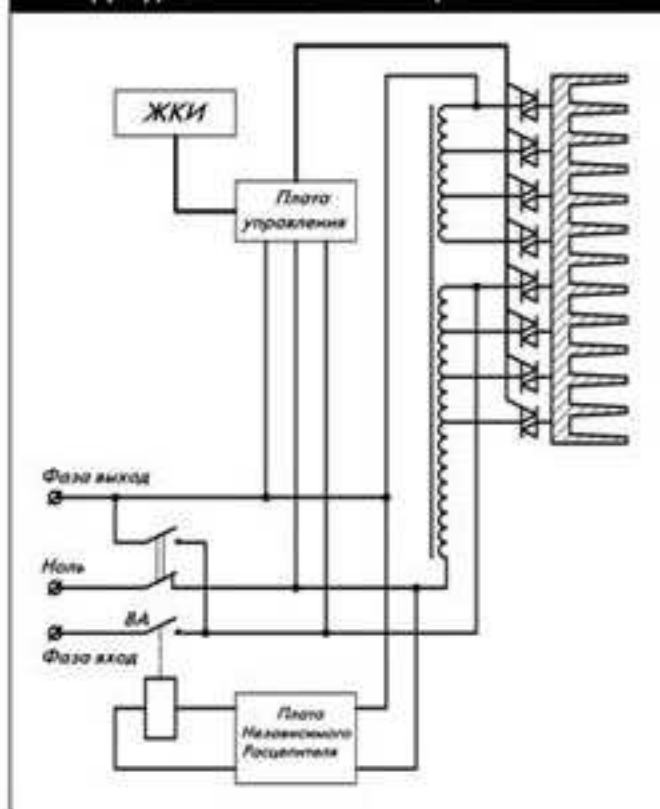 ЖКИ
Плата
управления
Фаза выход
Ноль
ВА
Фаза вход
Плата
Независимого
Расцепителя